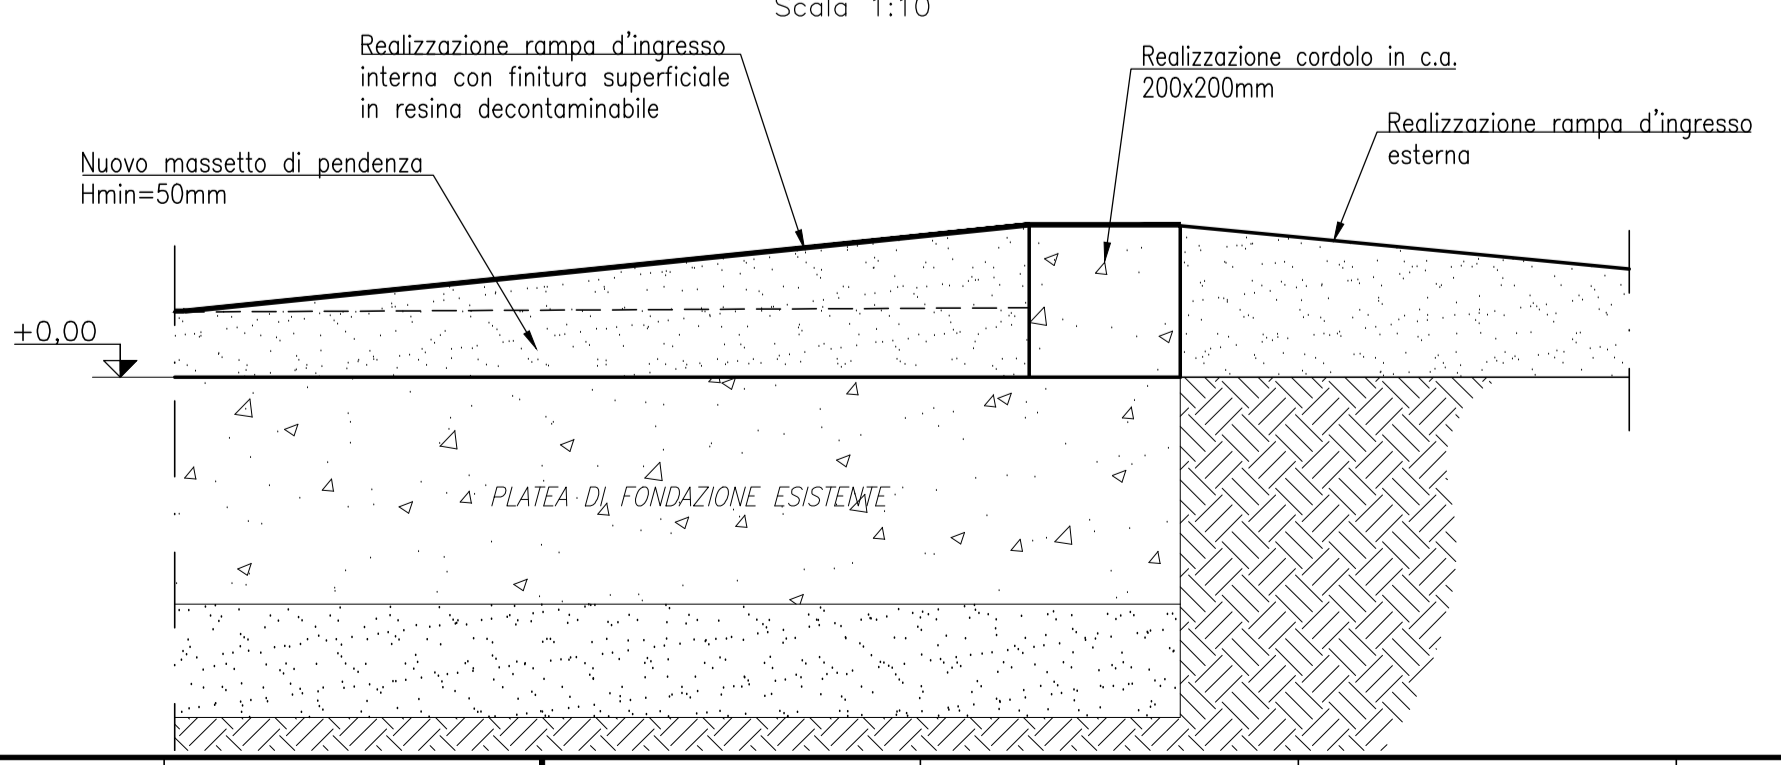 Scala 1:10
Realizzazione rampa d'ingresso
interna con finitura superficiale
in resina decontaminabile
Realizzazione cordolo in c.a.
200x200mm
Realizzazione rampa d'ingresso
esterna
Nuovo massetto di pendenza
Hmin=50mm
+0,00
PLATEA DI FONDAZIONE ESISTENTE